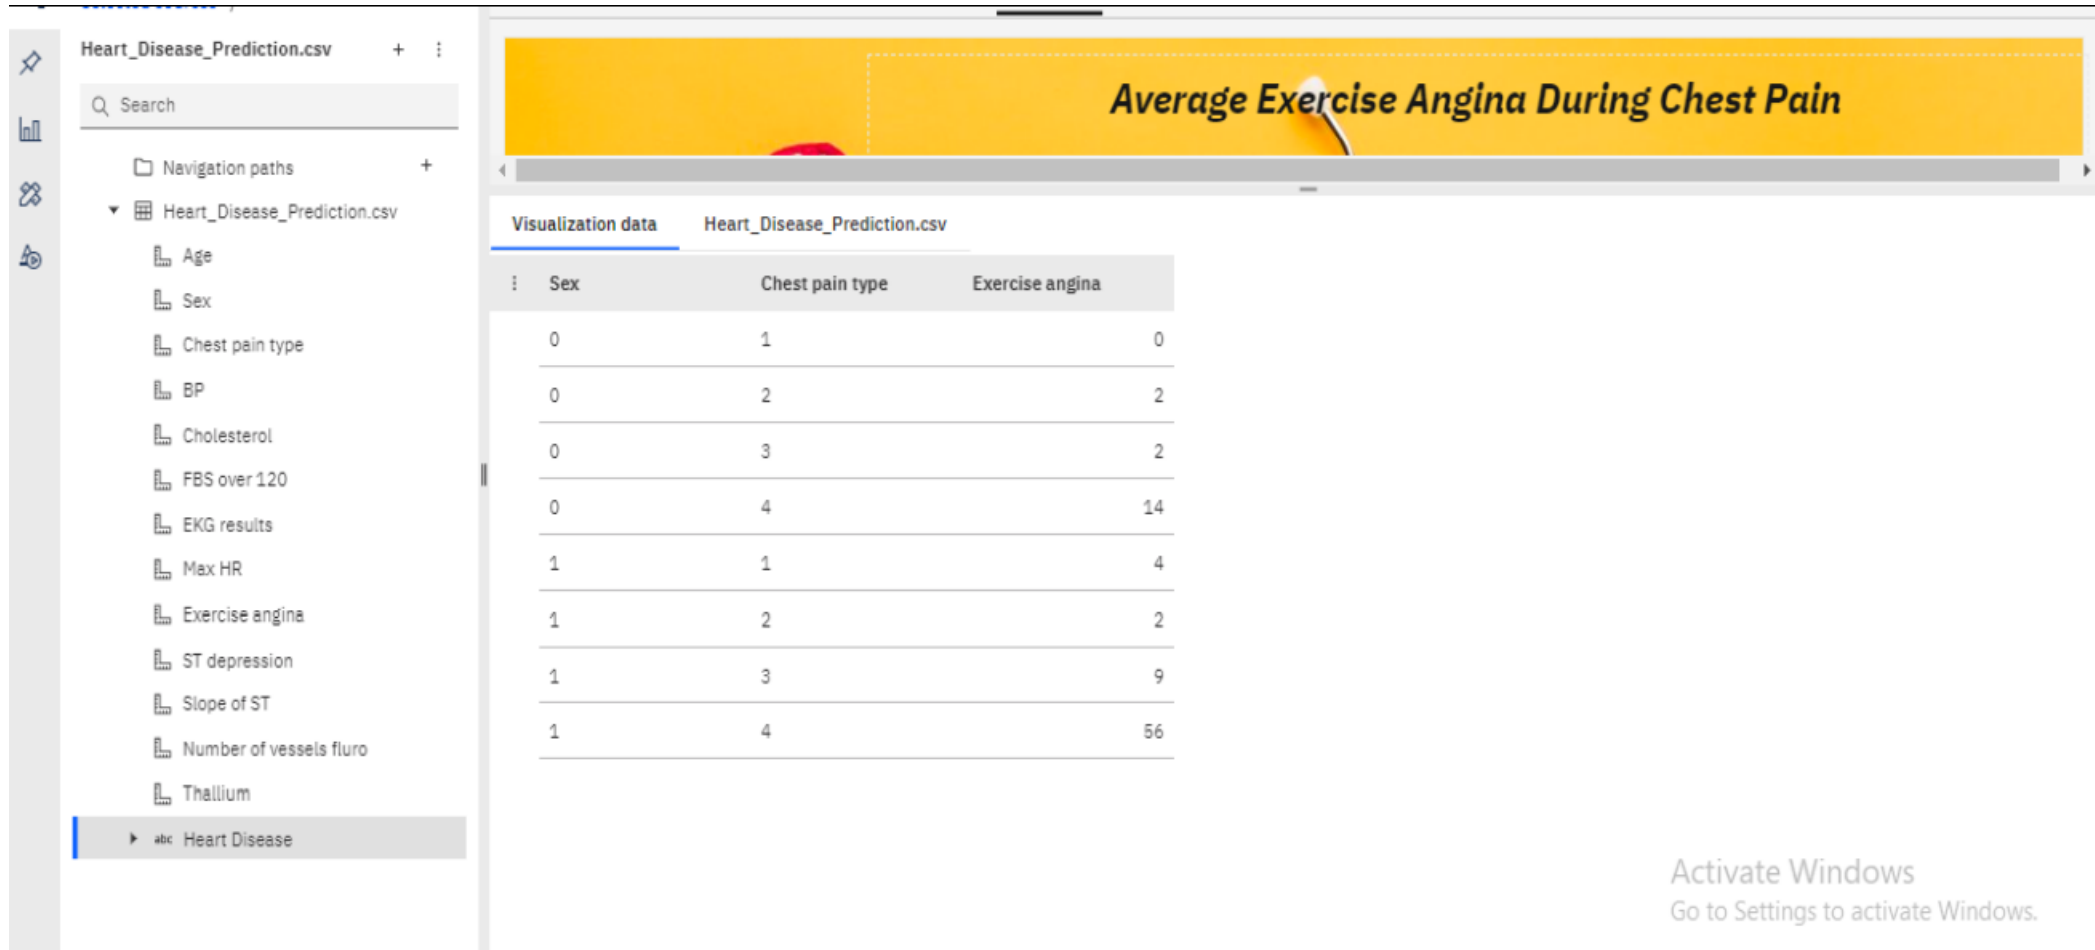 Heart_Disease_Prediction.csv
Search
Navigation paths
Heart_Disease_Prediction.csv
Age
Sex
Chest pain type
BP
Cholesterol
FBS over 120
EKG results
Max HR
Exercise angina
ST depression
Slope of ST
Number of vessels fluro
Thallium
abc Heart Disease
Average Exercise Angina During Chest Pain
Visualization data Heart_Disease_Prediction.csv
Sex Chest pain type Exercise angina
0 1 0
0 2 2
0 3 2
0 4 14
1 1 4
1 2 2
1 3 9
1 4 56
Activate Windows
Go to Settings to activate Windows.